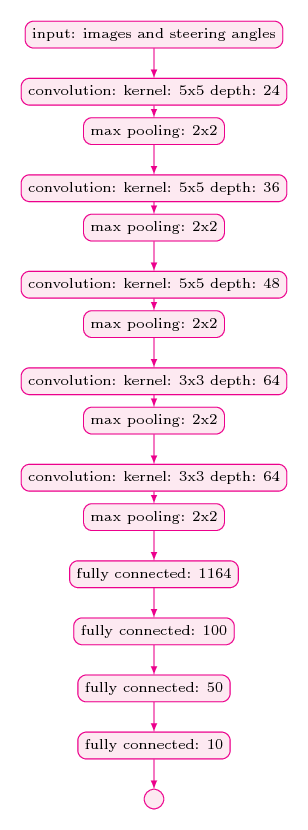 input: images and steering angles
convolution: kernel: 5x5 depth: 24
max pooling: 2x2
convolution: kernel: 5x5 depth: 36
max pooling: 2x2
convolution: kernel: 5x5 depth: 48
max pooling: 2x2
convolution: kernel: 3x3 depth: 64
max pooling: 2x2
convolution: kernel: 3x3 depth: 64
max pooling: 2x2
fully connected: 1164
fully connected: 100
fully connected: 50
fully connected: 10